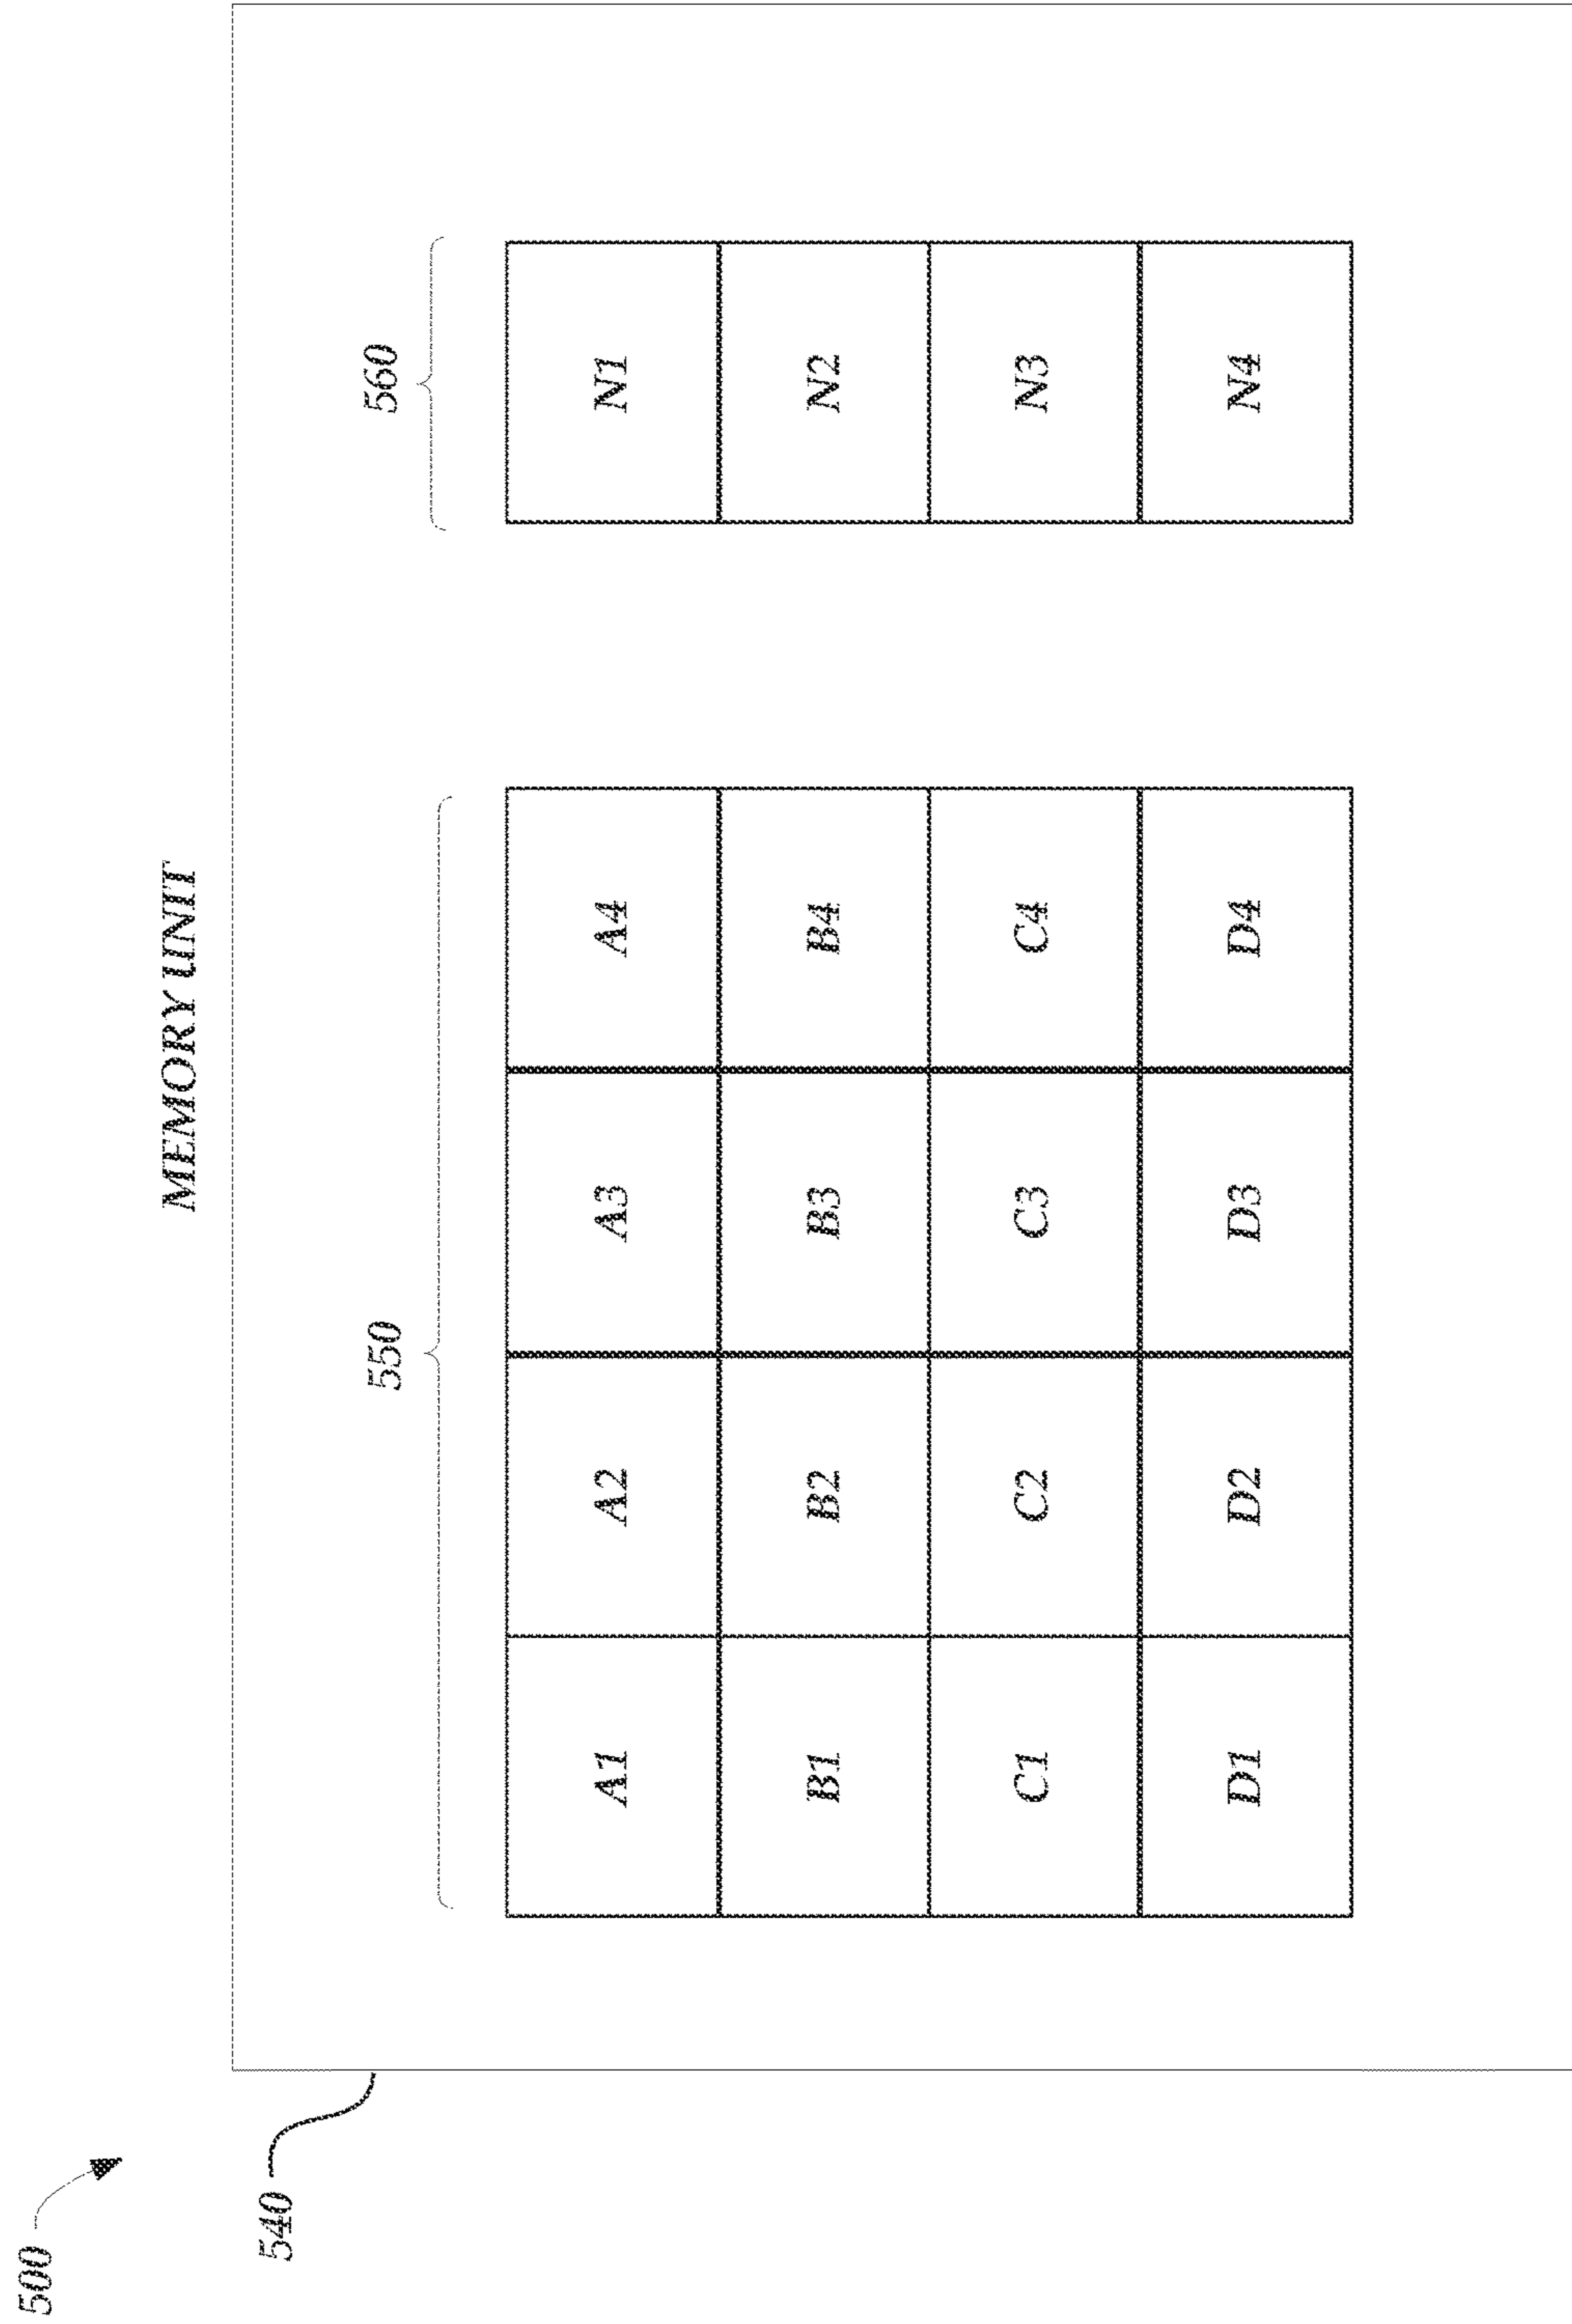 500
MEMORY UNIT
540
550 560
A1 A2 A3 A4 N1
B1 B2 B3 B4 N2
C1 C2 C3 C4 N3
D1 D2 D3 D4 N4